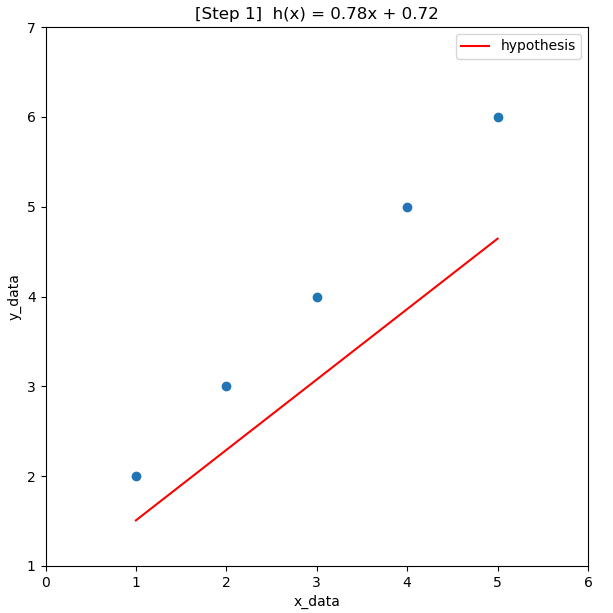 [Step 1]  h(x) = 0.78x + 0.72
hypothesis
7
6
5
4
3
2
1
y_data
0 1 2 3 4 5 6
x_data